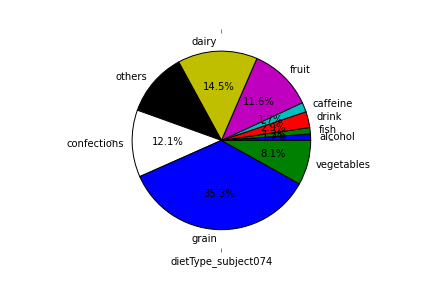 dairy
others
fruit
14.5%
11.6%
caffeine
drink
fish
alcohol
confections
12.1%
8.1%
vegetables
35.3%
grain
dietType_subject074